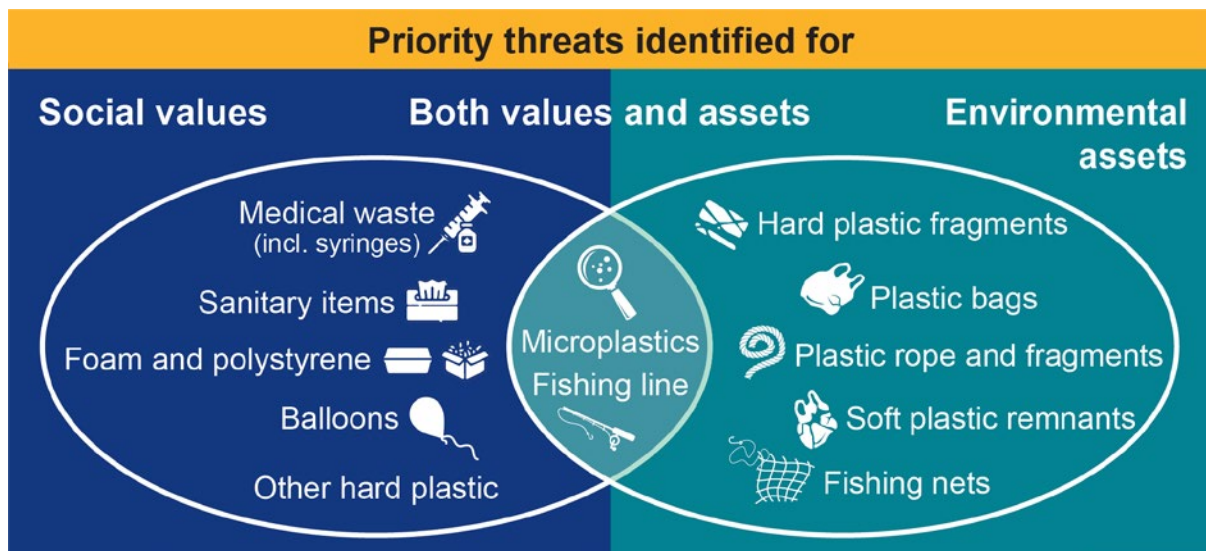 Priority threats identified for
Social values
Both values and assets
Environmental
assets
Medical waste
(incl. syringes)
Sanitary items
Foam and polystyrene
Balloons
Other hard plastic
Microplastics
Fishing line
Hard plastic fragments
Plastic bags
Plastic rope and fragments
Soft plastic remnants
Fishing nets